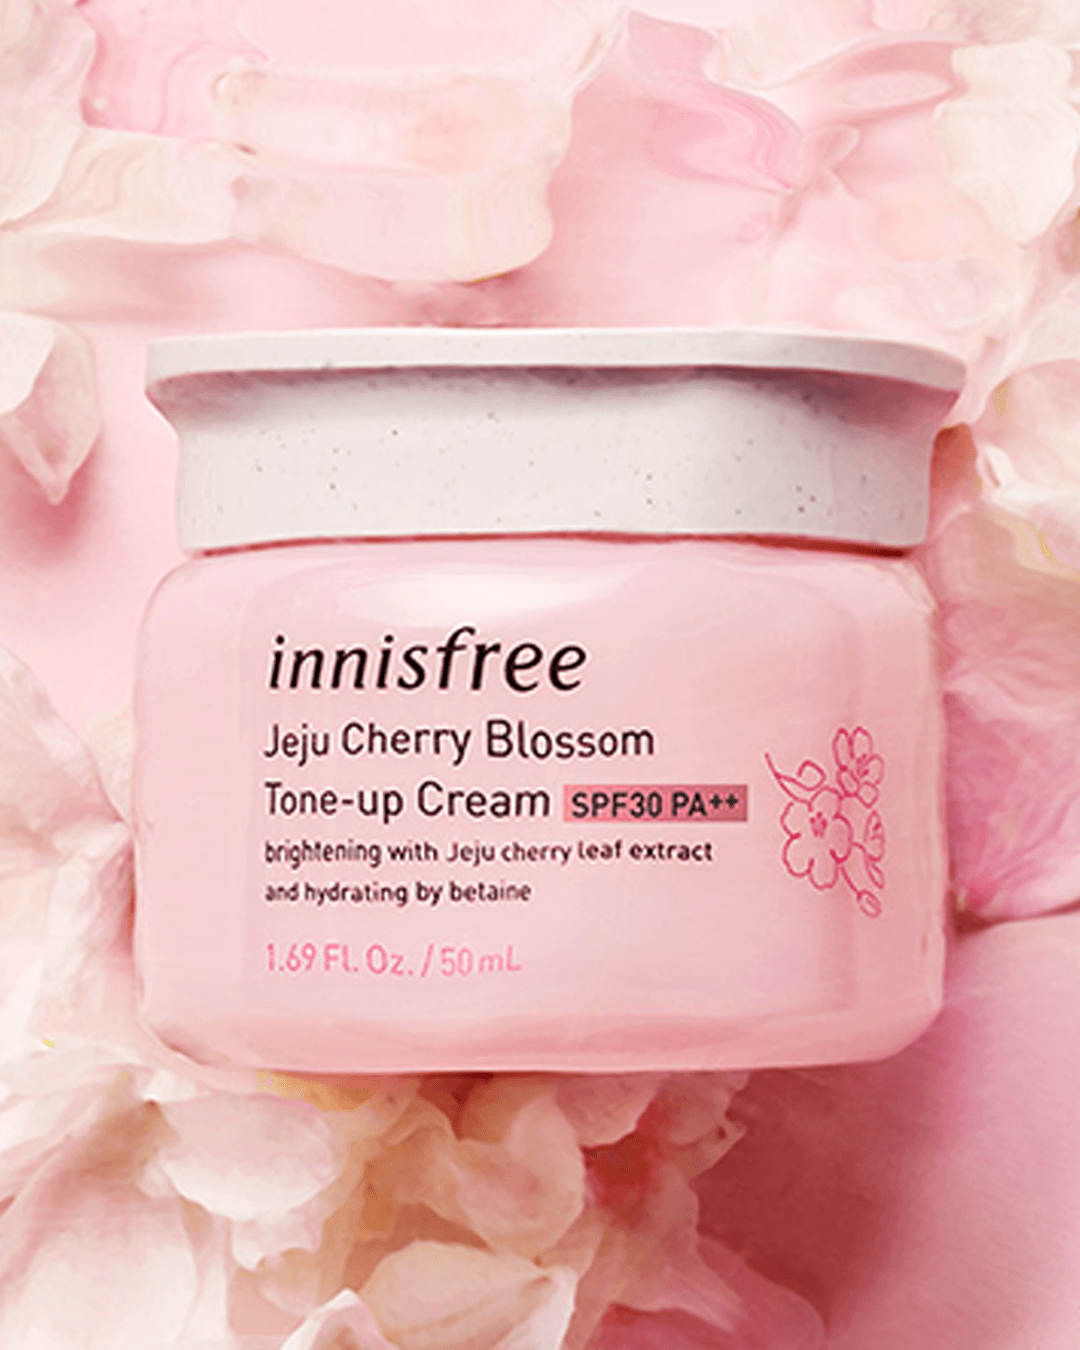 innisfree
Jeju Cherry Blossom
Tone-up Cream SPF30 PA++
brightening with Jeju cherry leaf extract
and hydrating by betaine
1.69 Fl. Oz. / 50 mL